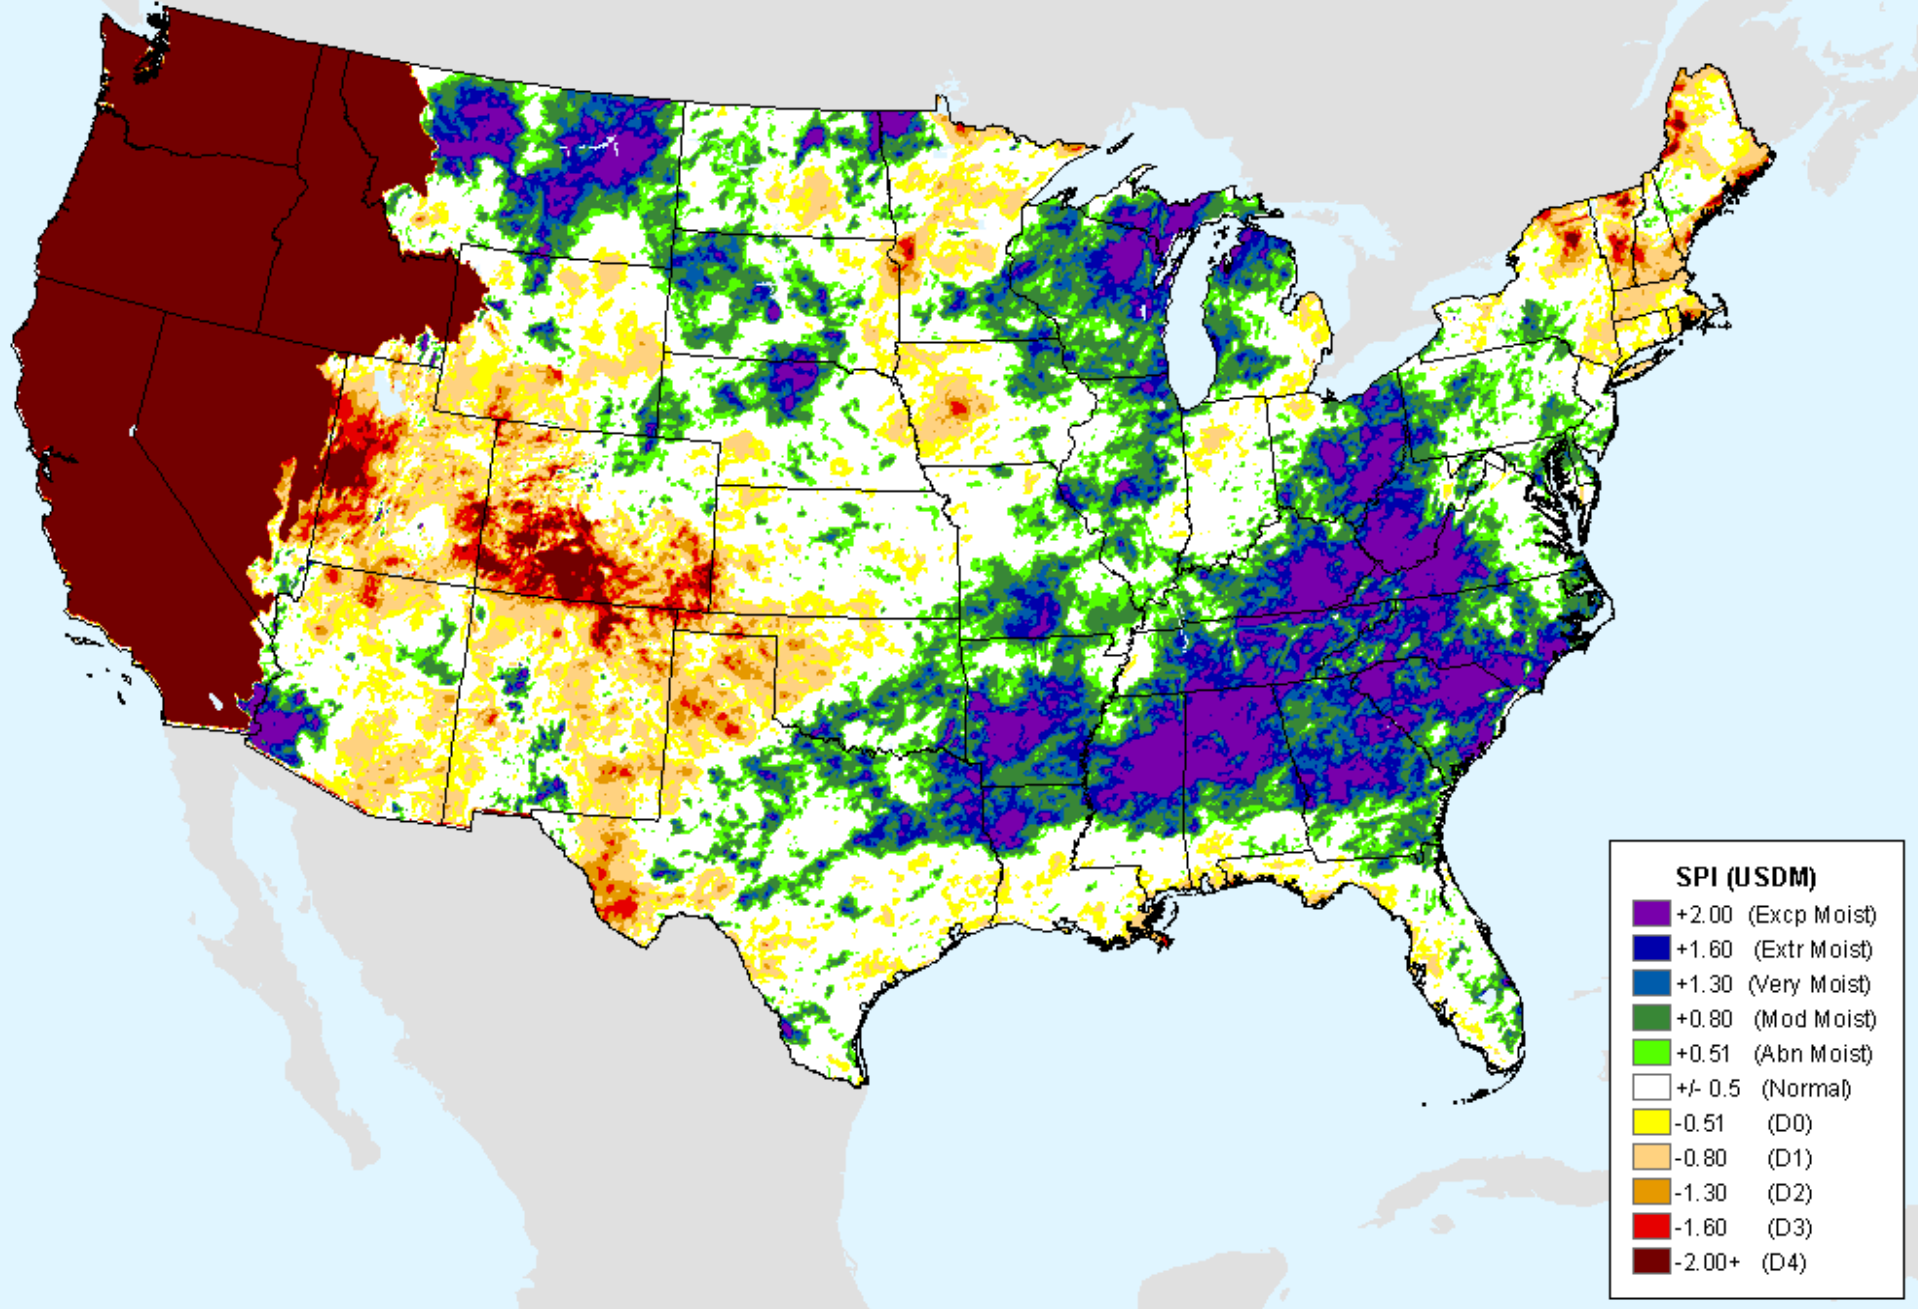 SPI (USDM)
+2.00 (Excp Moist)
+1.60 (Extr Moist)
+1.30 (Very Moist)
+0.80 (Mod Moist)
+0.51 (Abn Moist)
+/- 0.5 (Normal)
-0.51 (D0)
-0.80 (D1)
-1.30 (D2)
-1.60 (D3)
-2.00+ (D4)